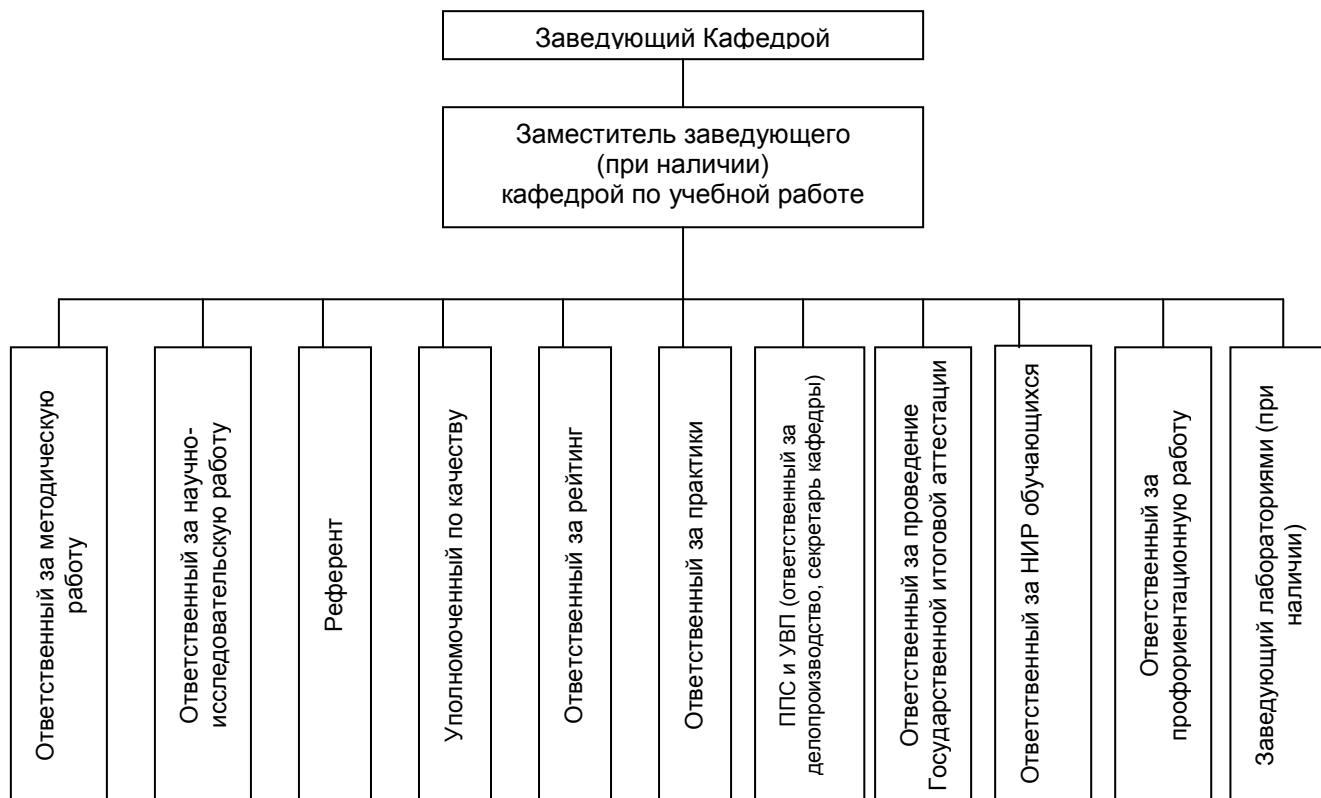 Заведующий Кафедрой
Заместитель заведующего
(при наличии)
кафедрой по учебной работе
Ответственный за методическую
работу
Ответственный за научно-
исследовательскую работу
Референт
Уполномоченный по качеству
Ответственный за рейтинг
Ответственный за практики
ППС и УВП (ответственный за
делопроизводство, секретарь кафедры)
Ответственный за проведение
Государственной итоговой аттестации
Ответственный за НИР обучающихся
Ответственный за
профориентационную работу
Заведующий лабораториями (при
наличии)